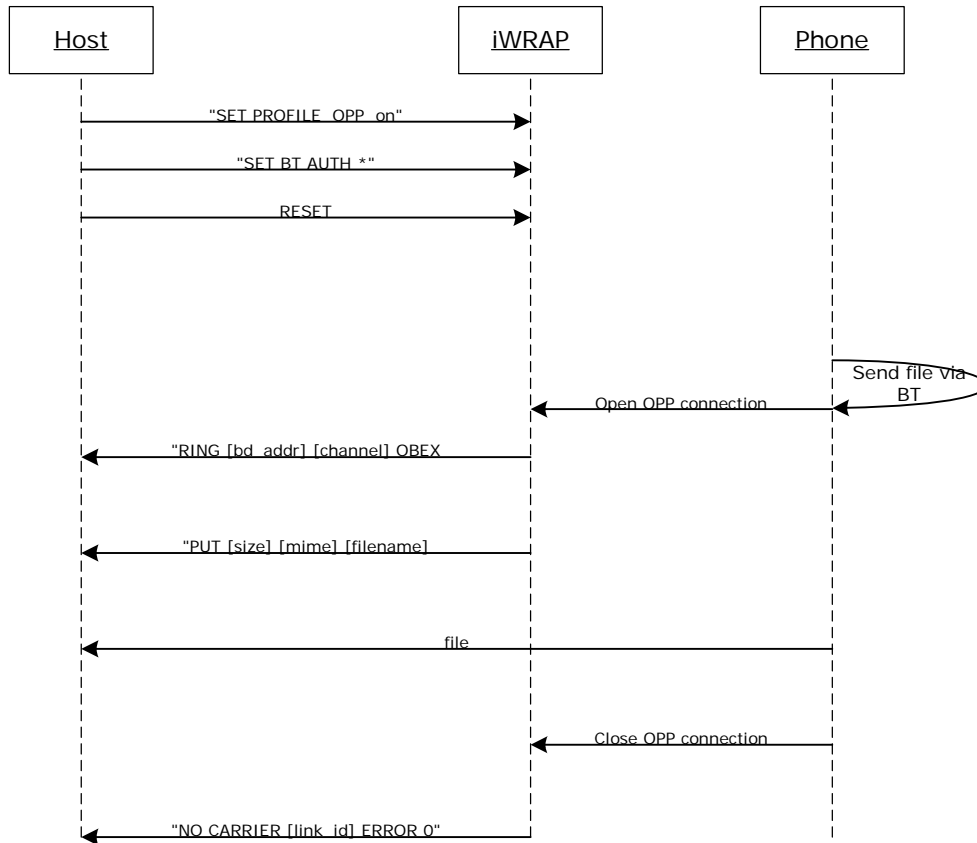 Host
iWRAP
Phone
"SET PROFILE OPP on"
"SET BT AUTH *"
RESET
Send file via
BT
Open OPP connection
"RING [bd_addr] [channel] OBEX
"PUT [size] [mime] [filename]
file
Close OPP connection
"NO CARRIER [link_id] ERROR 0"